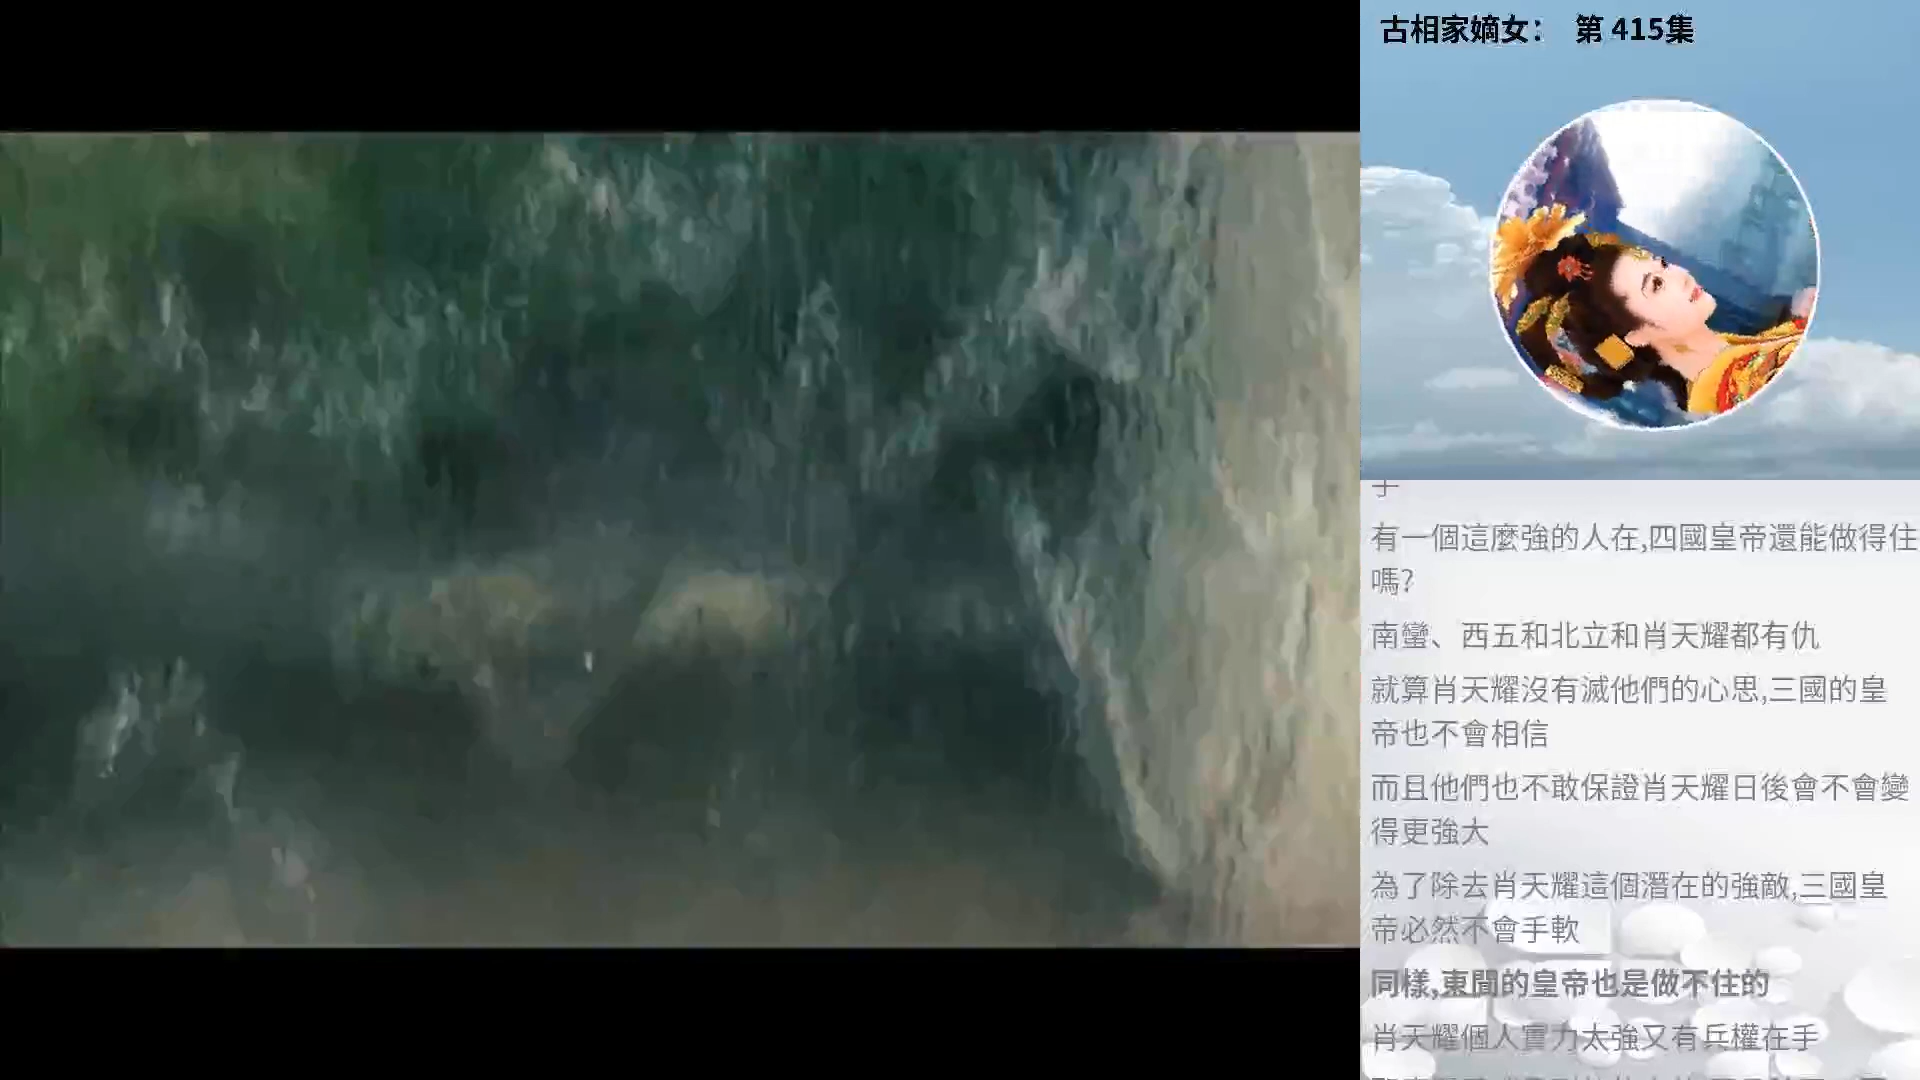 古相家嫡女： 第 415集
手
有一個這麼強的人在,四國皇帝還能做得住
嗎?
南蠻、西五和北立和肖天耀都有仇
就算肖天耀沒有滅他們的心思,三國的皇
帝也不會相信
而且他們也不敢保證肖天耀日後會不會變
得更強大
為了除去肖天耀這個潛在的強敵,三國皇
帝必然不會手軟
同樣,東間的皇帝也是做不住的
肖天耀個人實力太強又有兵權在手